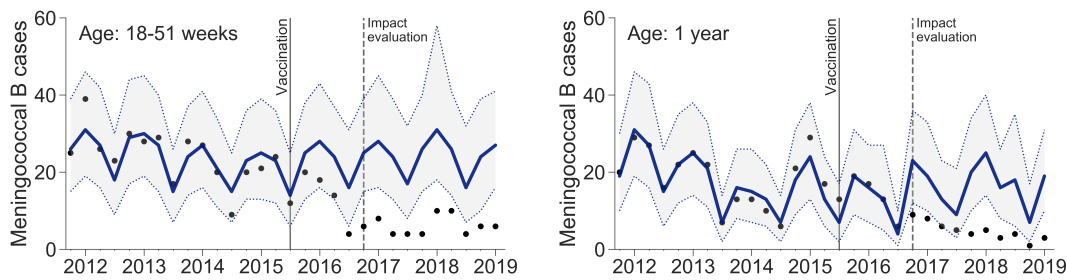 Meningococcal B cases
60
40
20
0
Age: 18-51 weeks
Vaccination
Impact
evaluation
2012 2013 2014 2015 2016 2017 2018 2019
Meningococcal B cases
60
40
20
0
Age: 1 year
Vaccination
Impact
evaluation
2012 2013 2014 2015 2016 2017 2018 2019